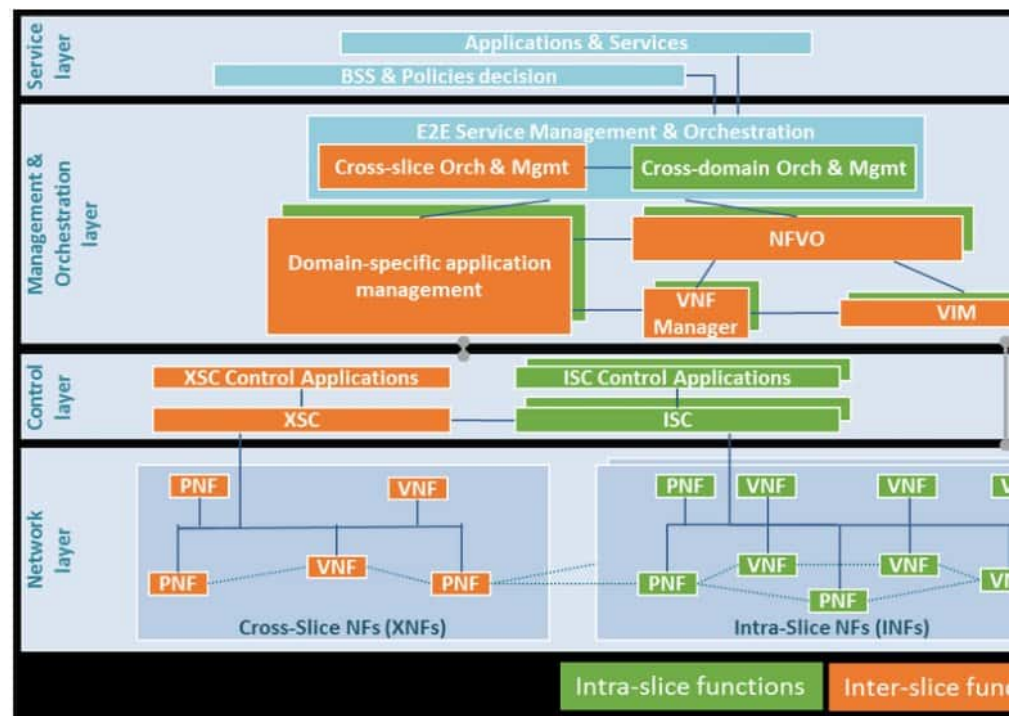 Service
layer
Applications & Services
BSS & Policies decision
Management &
Orchestration
layer
E2E Service Management & Orchestration
Cross-slice Orch & Mgmt
Cross-domain Orch & Mgmt
Domain-specific application
management
NFVO
VNF
Manager
VIM
Control
layer
XSC Control Applications
ISC Control Applications
XSC
ISC
Network
layer
PNF
VNF
PNF
VNF
VNF
PNF
VNF
PNF
PNF
VNF
VNF
PNF
Cross-Slice NFs (XNFs)
Intra-Slice NFs (INFs)
Intra-slice functions
Inter-slice